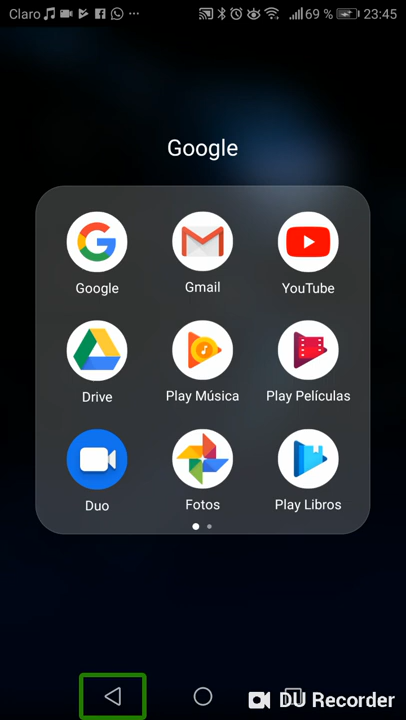 Claro 69 % 23:45
Google
Google Gmail YouTube
Drive Play Música Play Películas
Duo Fotos Play Libros
DU Recorder